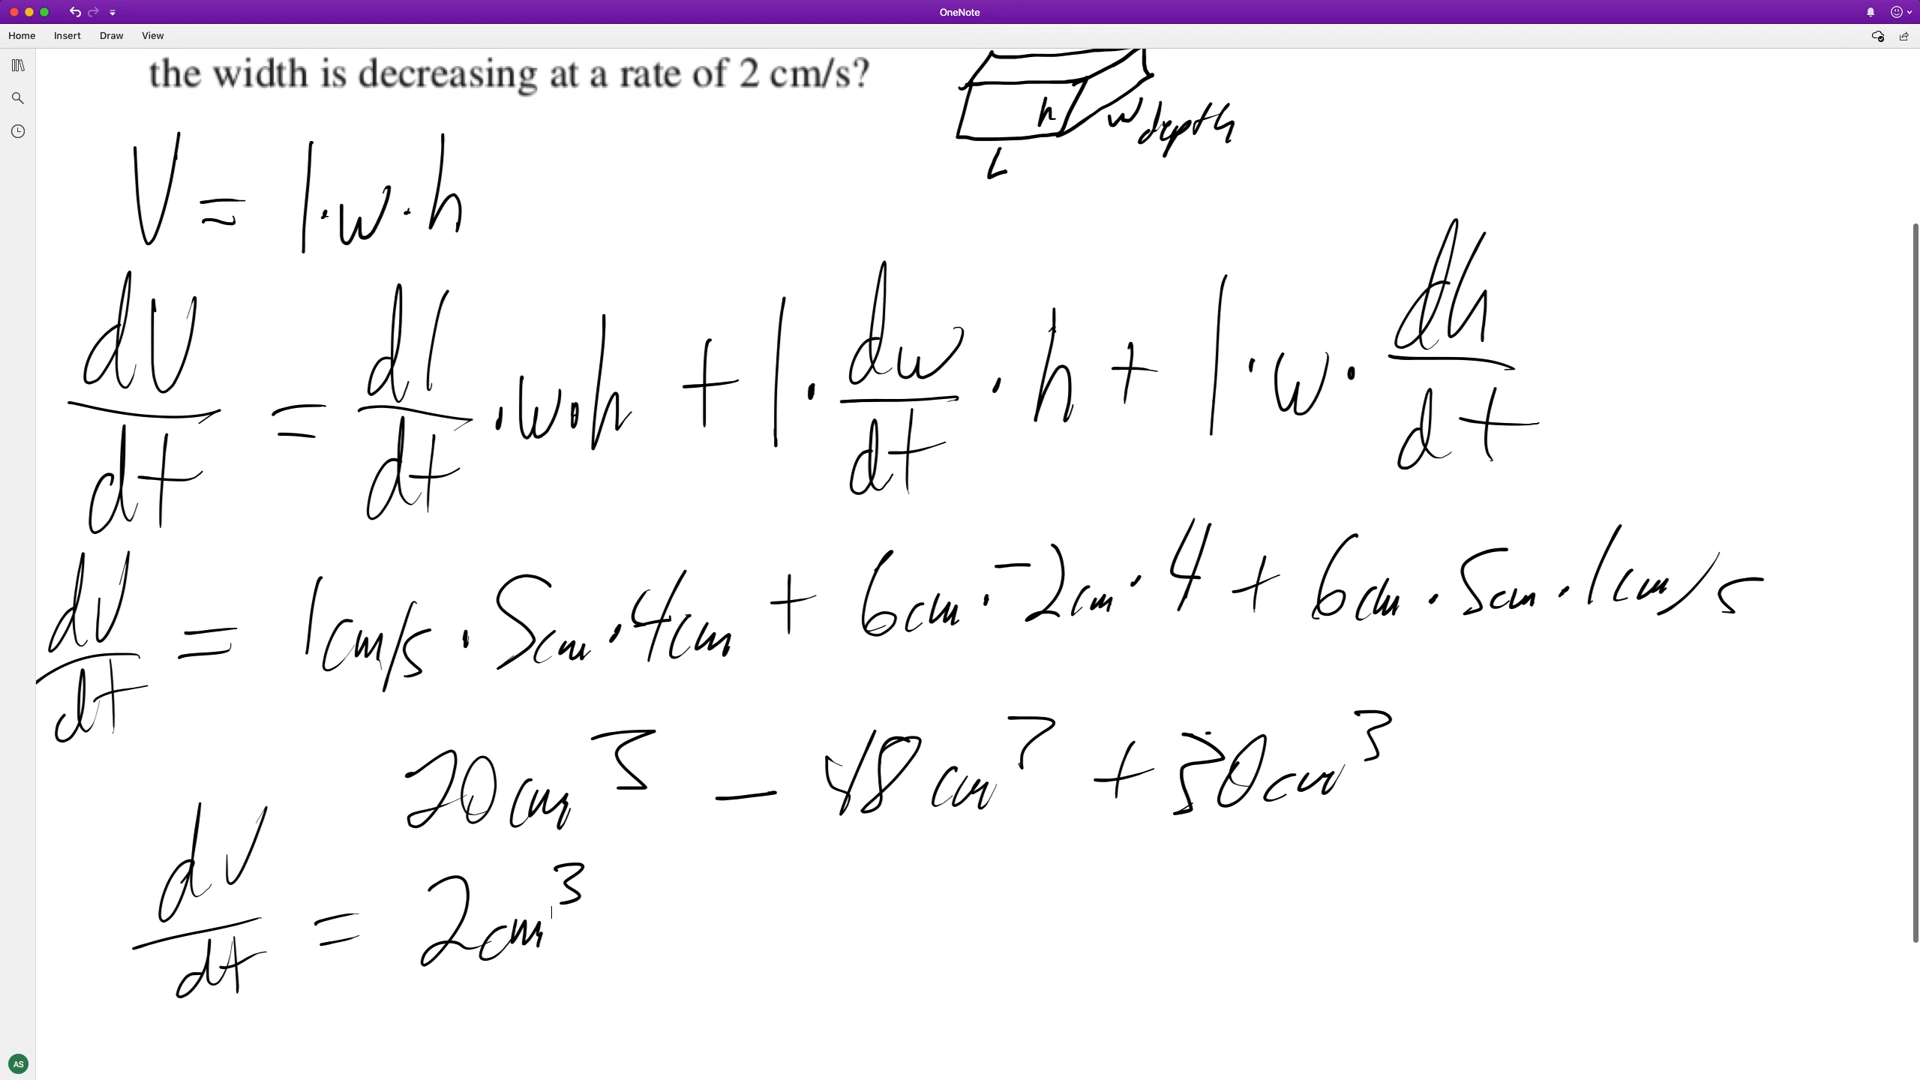 OneNote
Home Insert Draw View
the width is decreasing at a rate of 2 cm/s?
h
w depth
L
V = l·w·h
dV/dt = dl/dt ·w·h + l· dw/dt ·h + l·w· dh/dt
dV/dt = 1cm/s · 5cm · 4cm + 6cm · -2cm · 4 + 6cm · 5cm · 1cm/s
20cm³ - 48cm³ + 30cm³
dV/dt = 2cm³
AS